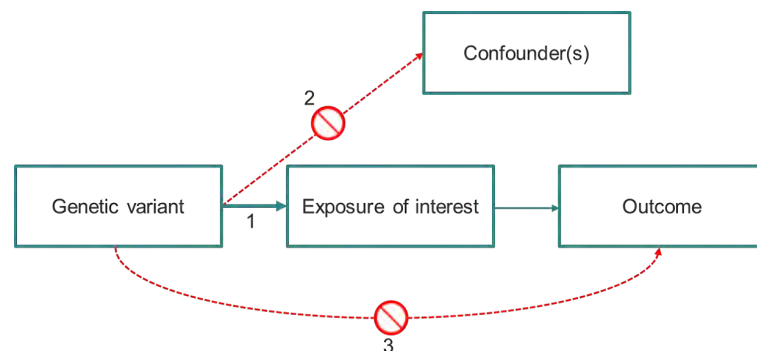 Confounder(s)
2
Genetic variant
1
Exposure of interest
Outcome
3